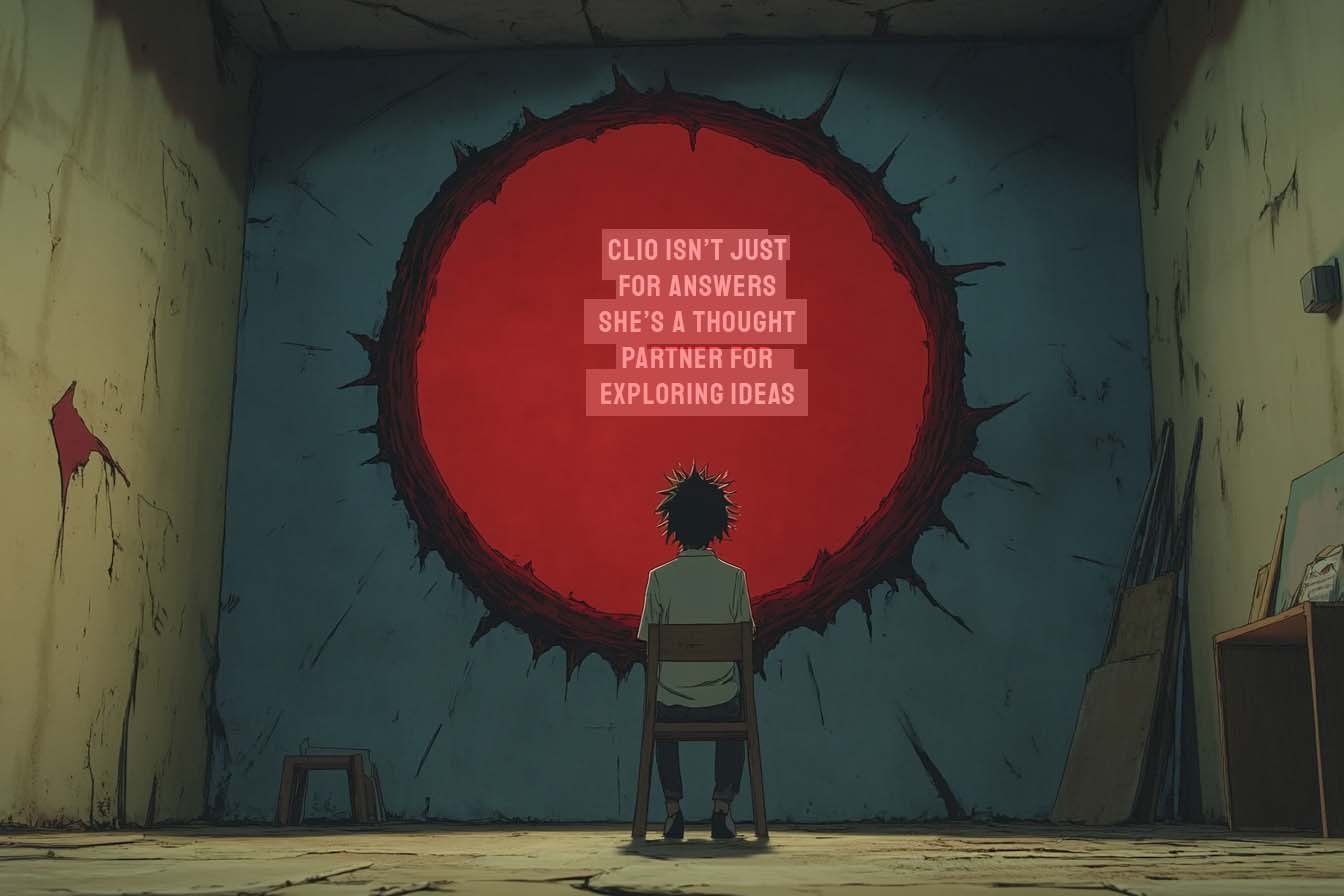 CLIO ISN’T JUST
FOR ANSWERS
SHE’S A THOUGHT
PARTNER FOR
EXPLORING IDEAS